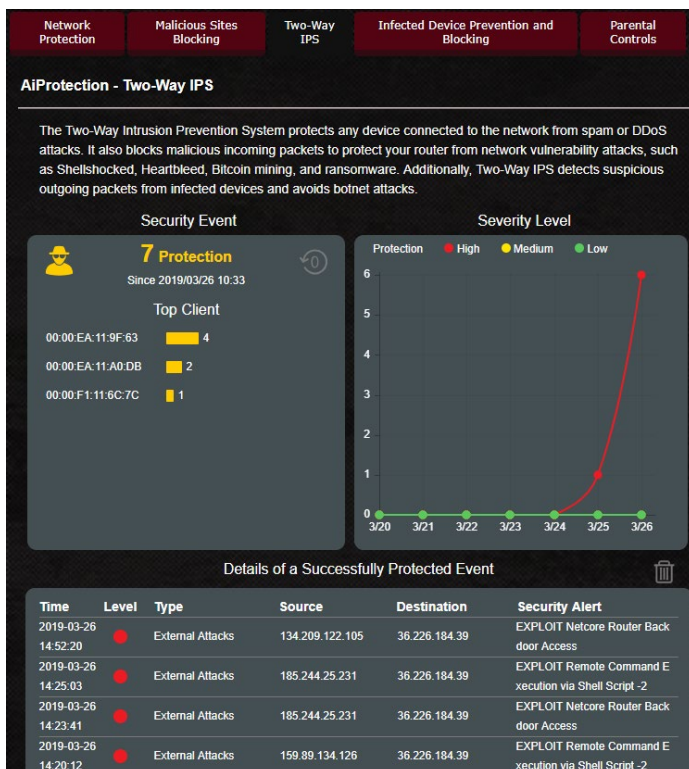 Network Protection
Malicious Sites Blocking
Two-Way IPS
Infected Device Prevention and Blocking
Parental Controls
AiProtection - Two-Way IPS
The Two-Way Intrusion Prevention System protects any device connected to the network from spam or DDoS
attacks. It also blocks malicious incoming packets to protect your router from network vulnerability attacks, such
as Shellshocked, Heartbleed, Bitcoin mining, and ransomware. Additionally, Two-Way IPS detects suspicious
outgoing packets from infected devices and avoids botnet attacks.
Security Event
7 Protection
0
Since 2019/03/26 10:33
Top Client
00:00:EA:11:9F:63 4
00:00:EA:11:A0:DB 2
00:00:F1:11:6C:7C 1
Severity Level
Protection High Medium Low
6
5
4
3
2
1
0
3/20 3/21 3/22 3/23 3/24 3/25 3/26
Details of a Successfully Protected Event
Time Level Type Source Destination Security Alert
2019-03-26 14:52:20 External Attacks 134.209.122.105 36.226.184.39 EXPLOIT Netcore Router Back door Access
2019-03-26 14:25:03 External Attacks 185.244.25.231 36.226.184.39 EXPLOIT Remote Command E xecution via Shell Script -2
2019-03-26 14:23:41 External Attacks 185.244.25.231 36.226.184.39 EXPLOIT Netcore Router Back door Access
2019-03-26 14:20:12 External Attacks 159.89.134.126 36.226.184.39 EXPLOIT Remote Command E xecution via Shell Script -2